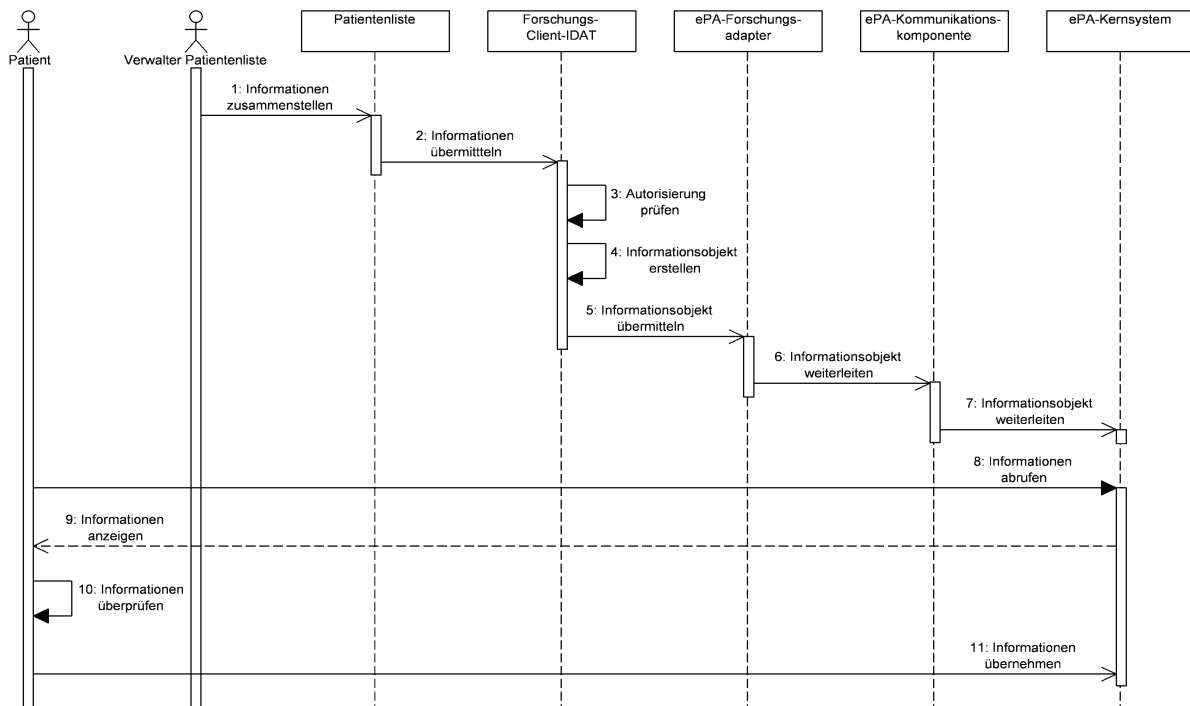 Patient
Verwalter Patientenliste
Patientenliste
Forschungs-
Client-IDAT
ePA-Forschungs-
adapter
ePA-Kommunikations-
komponente
ePA-Kernsystem
1: Informationen
zusammenstellen
2: Informationen
übermittteln
3: Autorisierung
prüfen
4: Informationsobjekt
erstellen
5: Informationsobjekt
übermitteln
6: Informationsobjekt
weiterleiten
7: Informationsobjekt
weiterleiten
8: Informationen
abrufen
9: Informationen
anzeigen
10: Informationen
überprüfen
11: Informationen
übernehmen